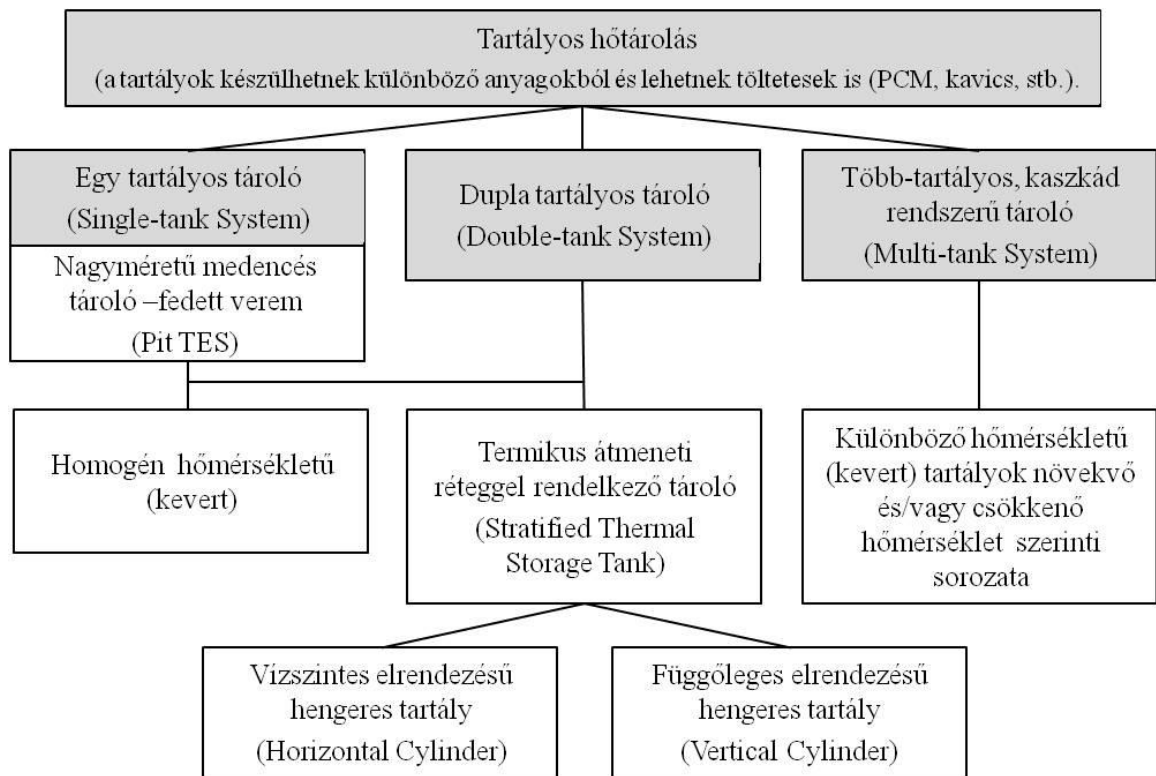 Tartályos hőtárolás
(a tartályok készülhetnek különböző anyagokból és lehetnek töltetesek is (PCM, kavics, stb.).
Egy tartályos tároló
(Single-tank System)
Nagyméretű medencés
tároló –fedett verem
(Pit TES)
Dupla tartályos tároló
(Double-tank System)
Több-tartályos, kaszkád
rendszerű tároló
(Multi-tank System)
Homogén hőmérsékletű
(kevert)
Termikus átmeneti
réteggel rendelkező tároló
(Stratified Thermal
Storage Tank)
Különböző hőmérsékletű
(kevert) tartályok növekvő
és/vagy csökkenő
hőmérséklet szerinti
sorozata
Vízszintes elrendezésű
hengeres tartály
(Horizontal Cylinder)
Függőleges elrendezésű
hengeres tartály
(Vertical Cylinder)